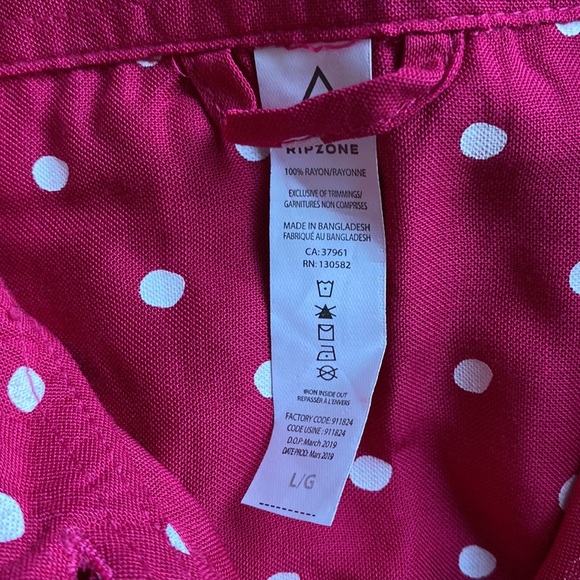 RIPZONE
100% RAYON/RAYONNE
EXCLUSIVE OF TRIMMINGS/
GARNITURES NON COMPRISES
MADE IN BANGLADESH
FABRIQUÉ AU BANGLADESH
CA: 37961
RN: 130582
IRON INSIDE OUT
REPASSER À L'ENVERS
FACTORY CODE: 911824
CODE USINE : 911824
D.O.P: March 2019
DATE PROD: Mars 2019
L/G